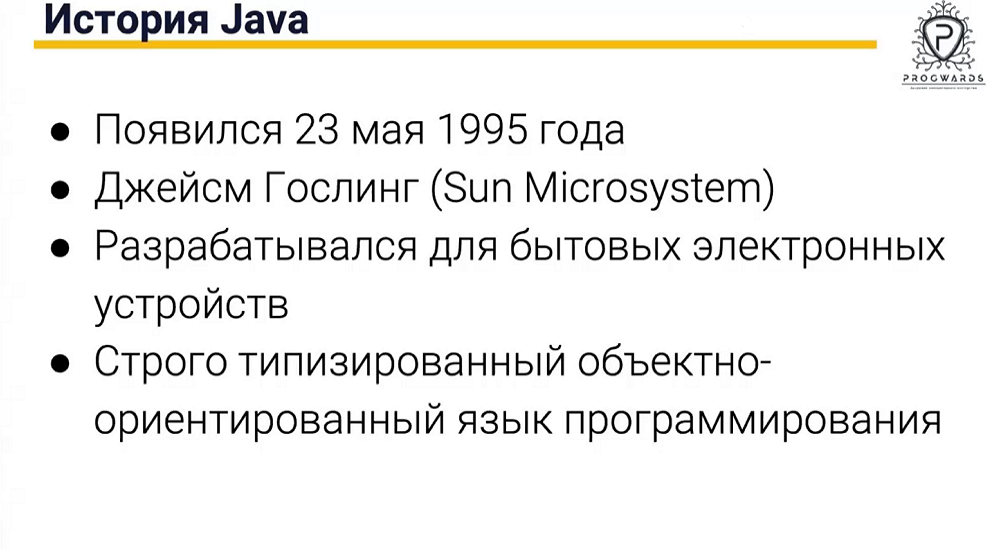 История Java
PROGWARDS
● Появился 23 мая 1995 года
● Джейсм Гослинг (Sun Microsystem)
● Разрабатывался для бытовых электронных
устройств
● Строго типизированный объектно-
ориентированный язык программирования